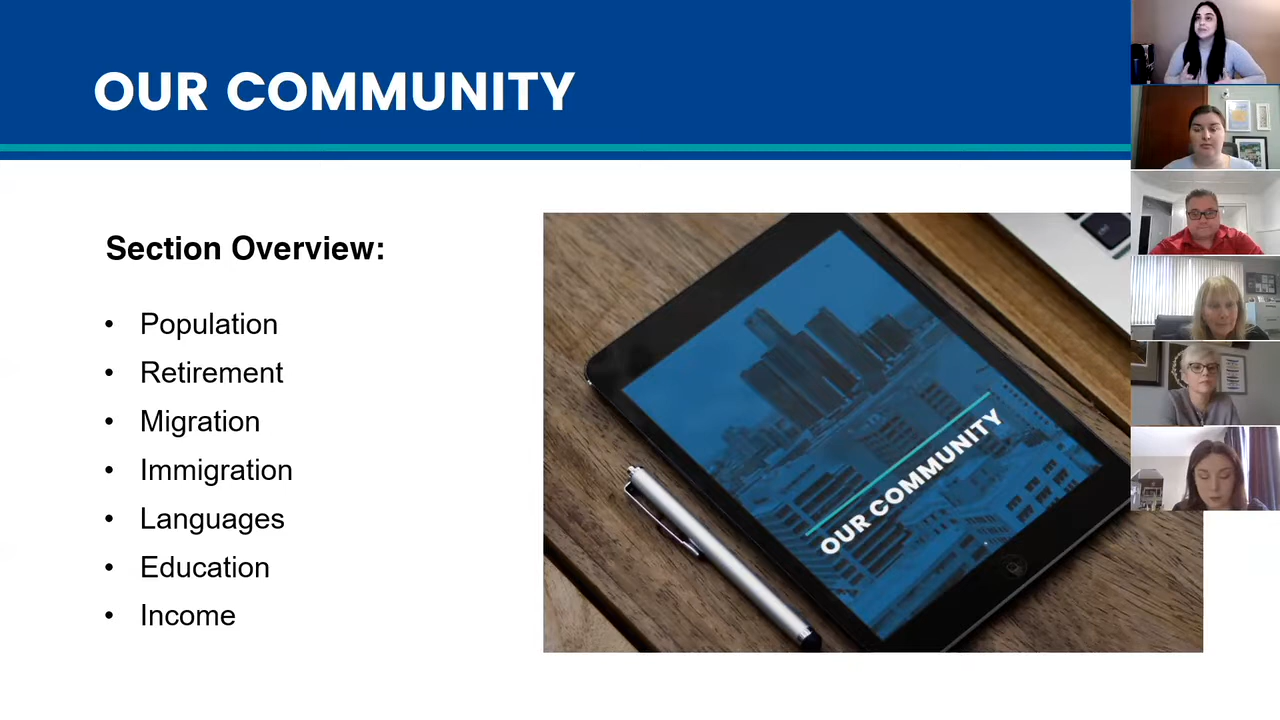 OUR COMMUNITY
Section Overview:
• Population
• Retirement
• Migration
• Immigration
• Languages
• Education
• Income
OUR COMMUNITY